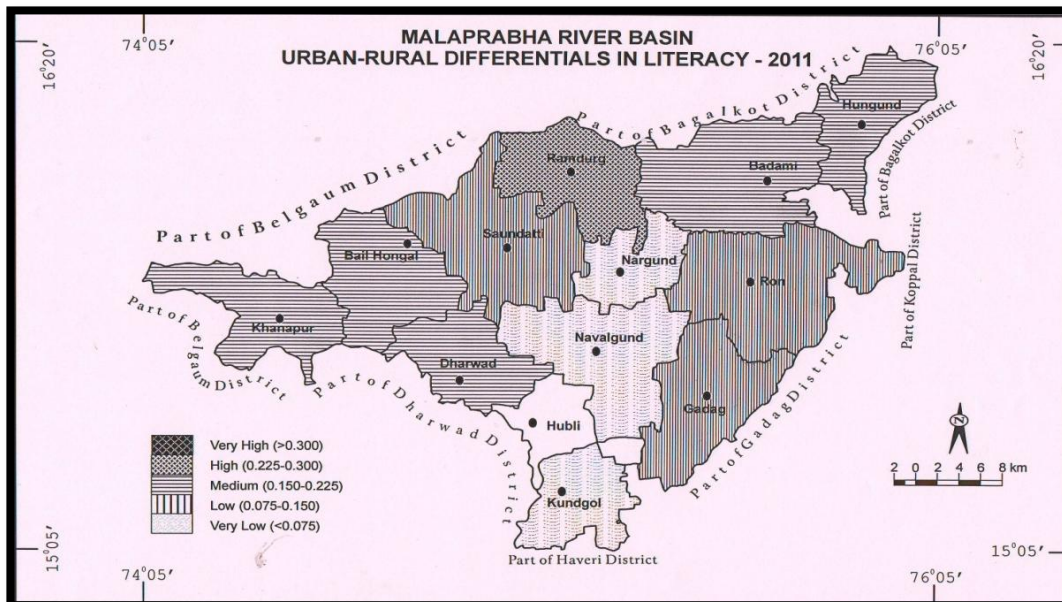 MALAPRABHA RIVER BASIN
URBAN-RURAL DIFFERENTIALS IN LITERACY - 2011
74°05'
76°05'
16°20'
16°20'
Part of Bagalkot District
Hungund
Part of Bagalkot District
Ramdurg
Badami
Part of Belgaum District
Saundatti
Bail Hongal
Nargund
Ron
Part of Koppal District
Khanapur
Part of Belgaum District
Navalgund
Dharwad
Part of Dharwad District
Gadag
Part of Gadag District
Hubli
Kundgol
Part of Haveri District
Very High (>0.300)
High (0.225-0.300)
Medium (0.150-0.225)
Low (0.075-0.150)
Very Low (<0.075)
N
2 0 2 4 6 8 km
15°05'
15°05'
74°05'
76°05'